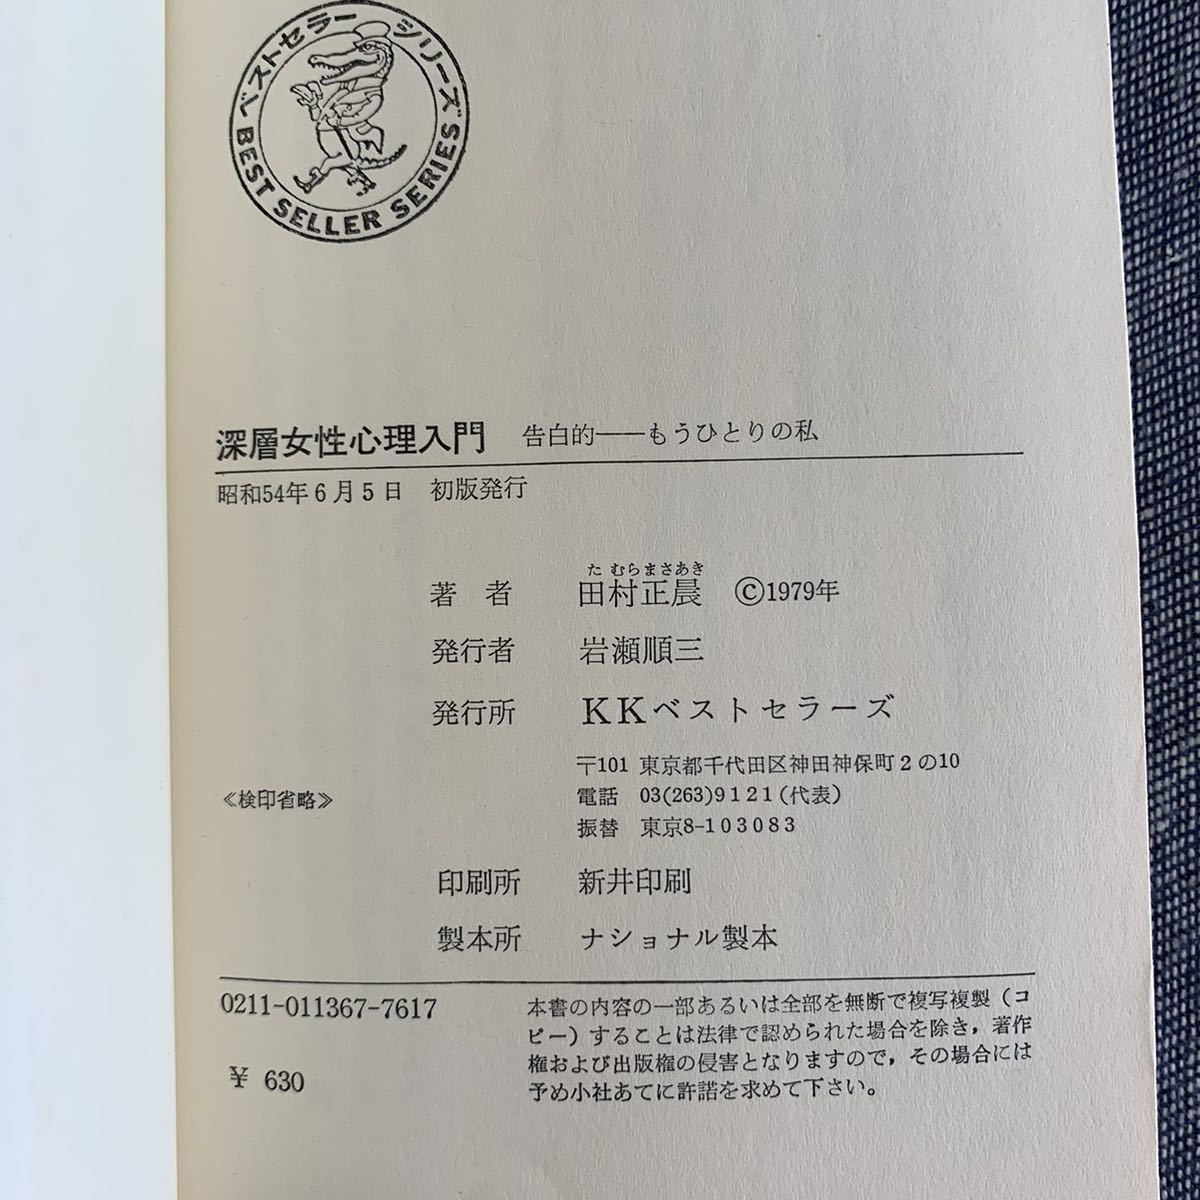 ベストセラーシリーズ
BEST SELLER SERIES
深層女性心理入門 告白的――もうひとりの私
昭和54年6月5日 初版発行
たむらまさあき
著者 田村正晨 ©1979年
発行者 岩瀬順三
発行所 KKベストセラーズ
〒101 東京都千代田区神田神保町2の10
電話 03(263)9121(代表)
振替 東京8-103083
≪検印省略≫
印刷所 新井印刷
製本所 ナショナル製本
0211-011367-7617
¥ 630
本書の内容の一部あるいは全部を無断で複写複製(コ
ピー)することは法律で認められた場合を除き，著作
権および出版権の侵害となりますので，その場合には
予め小社あてに許諾を求めて下さい。